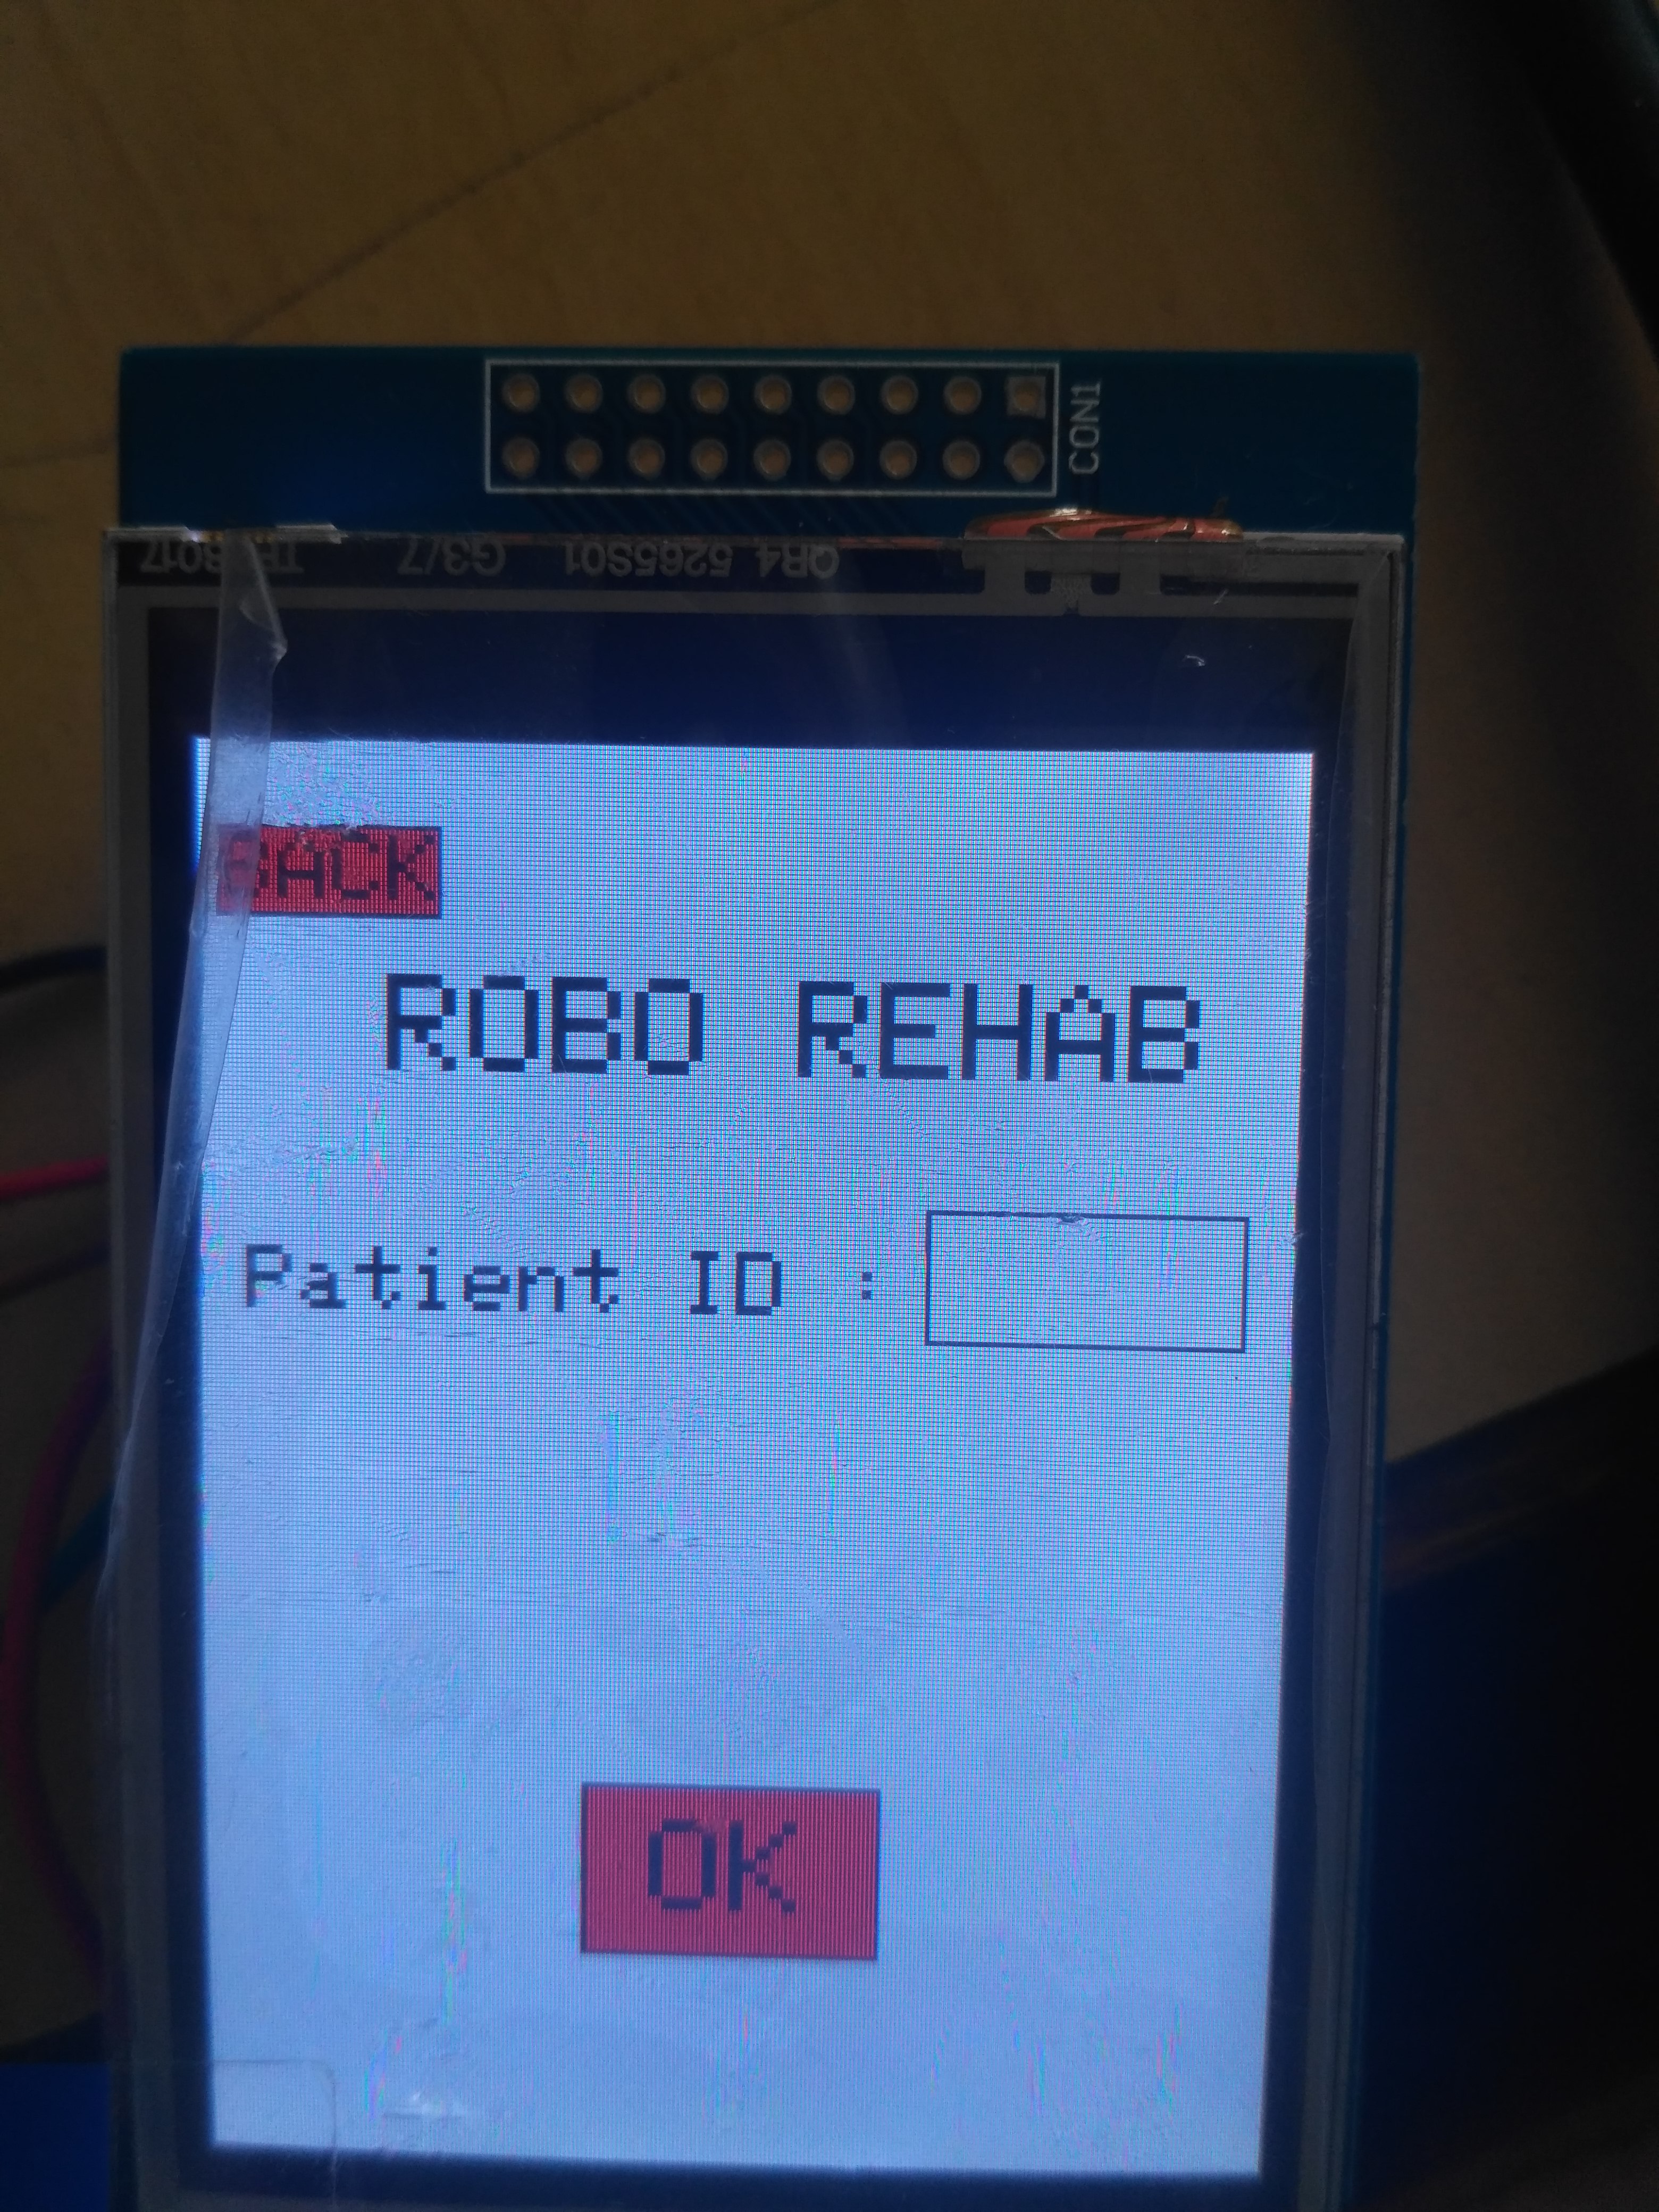 CON1
QR4 5265S01 G3/7
BACK
ROBO REHAB
Patient ID :
OK